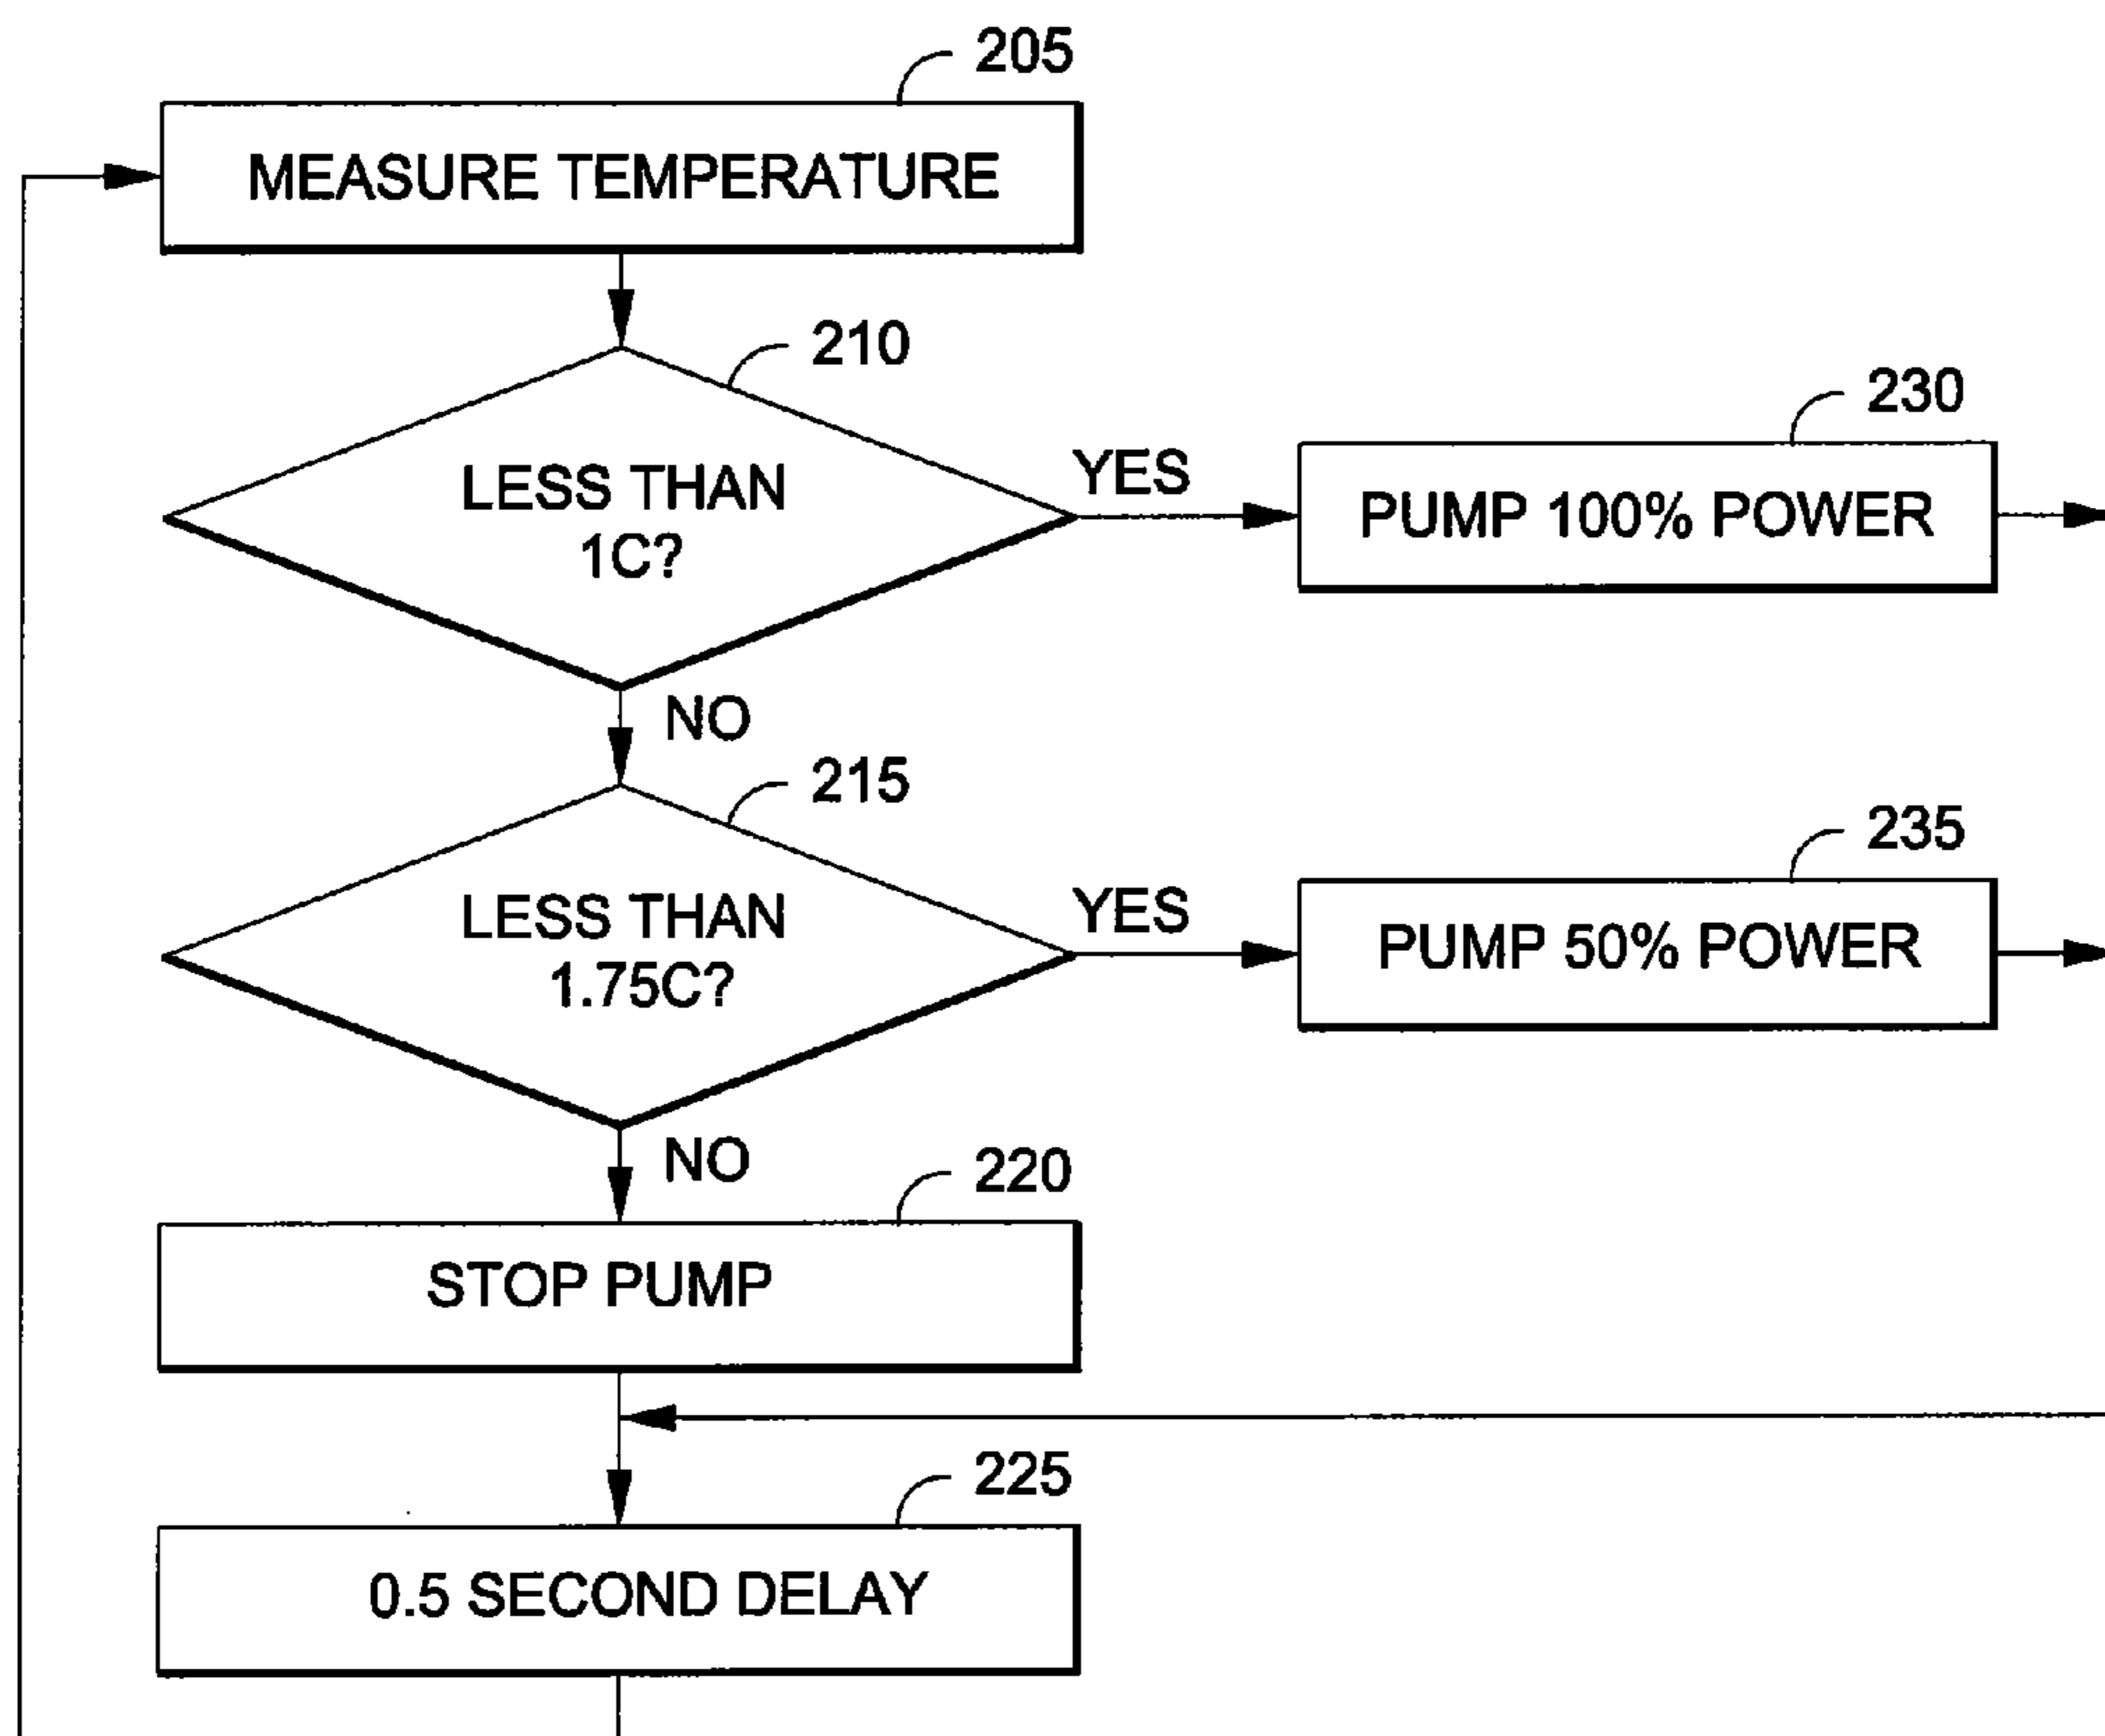 205
MEASURE TEMPERATURE
210
LESS THAN
1C?
YES
230
PUMP 100% POWER
NO
215
LESS THAN
1.75C?
YES
235
PUMP 50% POWER
NO
220
STOP PUMP
225
0.5 SECOND DELAY